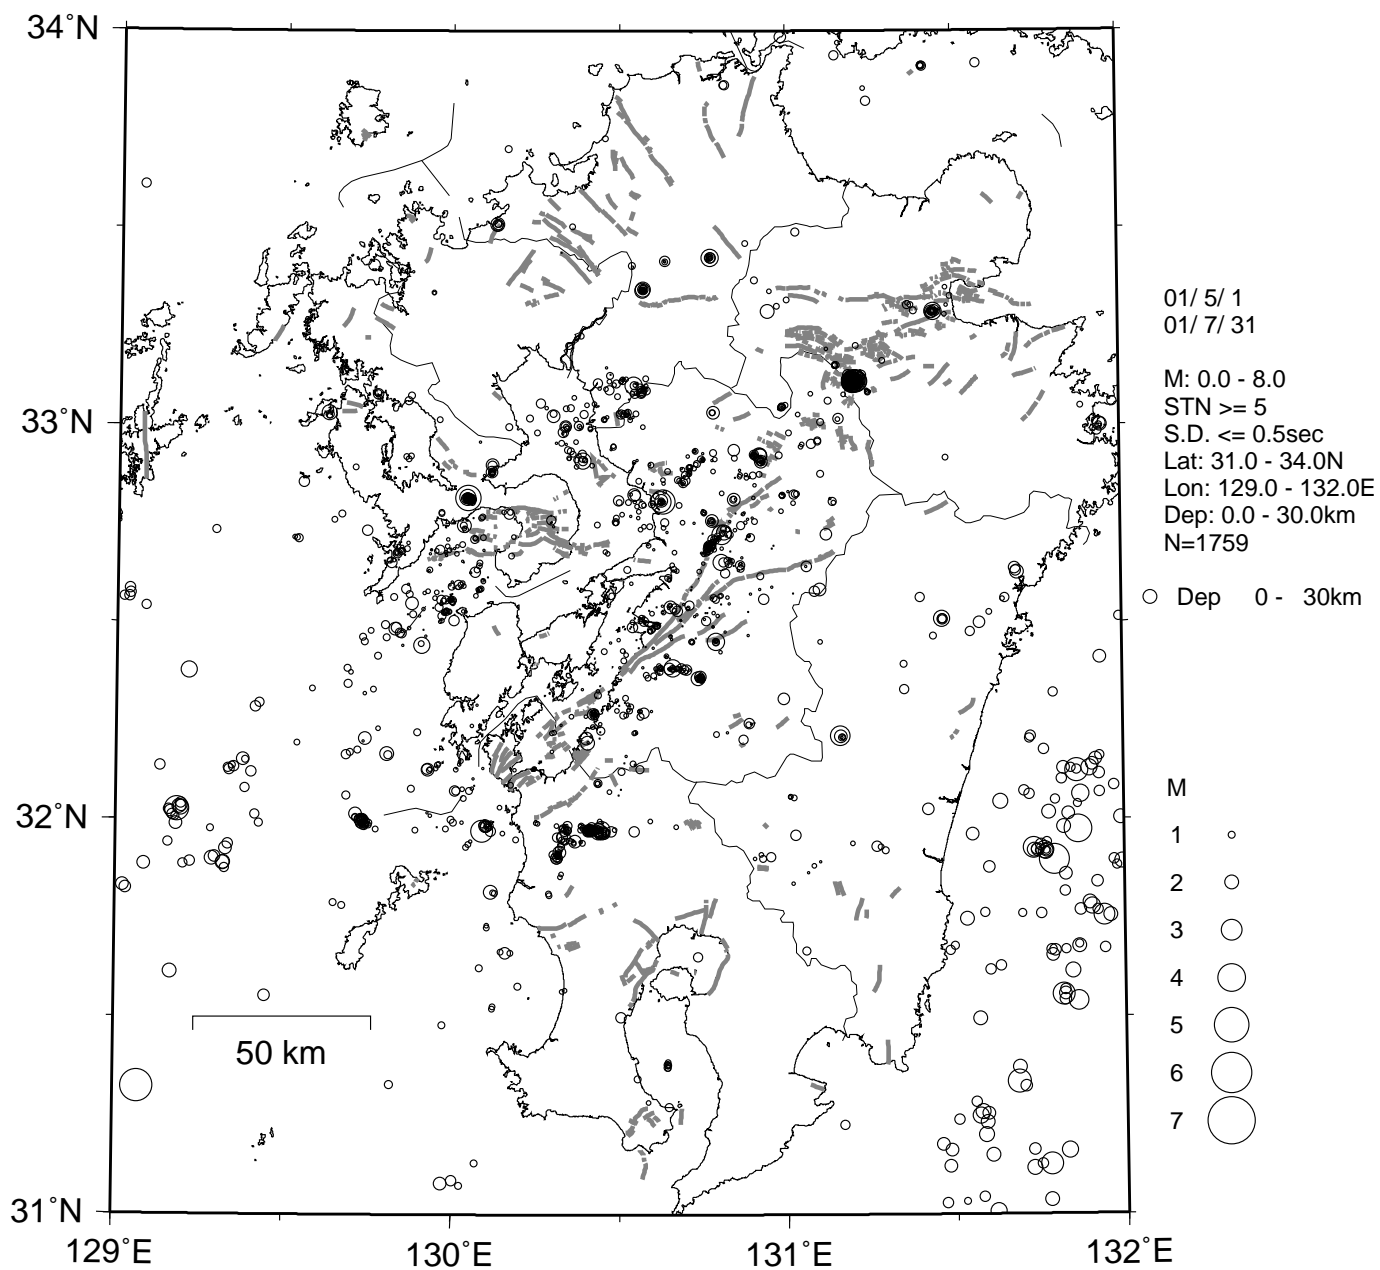 34˚N
33˚N
32˚N
31˚N
129˚E
130˚E
131˚E
132˚E
50 km
01/ 5/ 1
01/ 7/ 31
M: 0.0 - 8.0
STN >= 5
S.D. <= 0.5sec
Lat: 31.0 - 34.0N
Lon: 129.0 - 132.0E
Dep: 0.0 - 30.0km
N=1759
Dep 0 - 30km
M
1
2
3
4
5
6
7